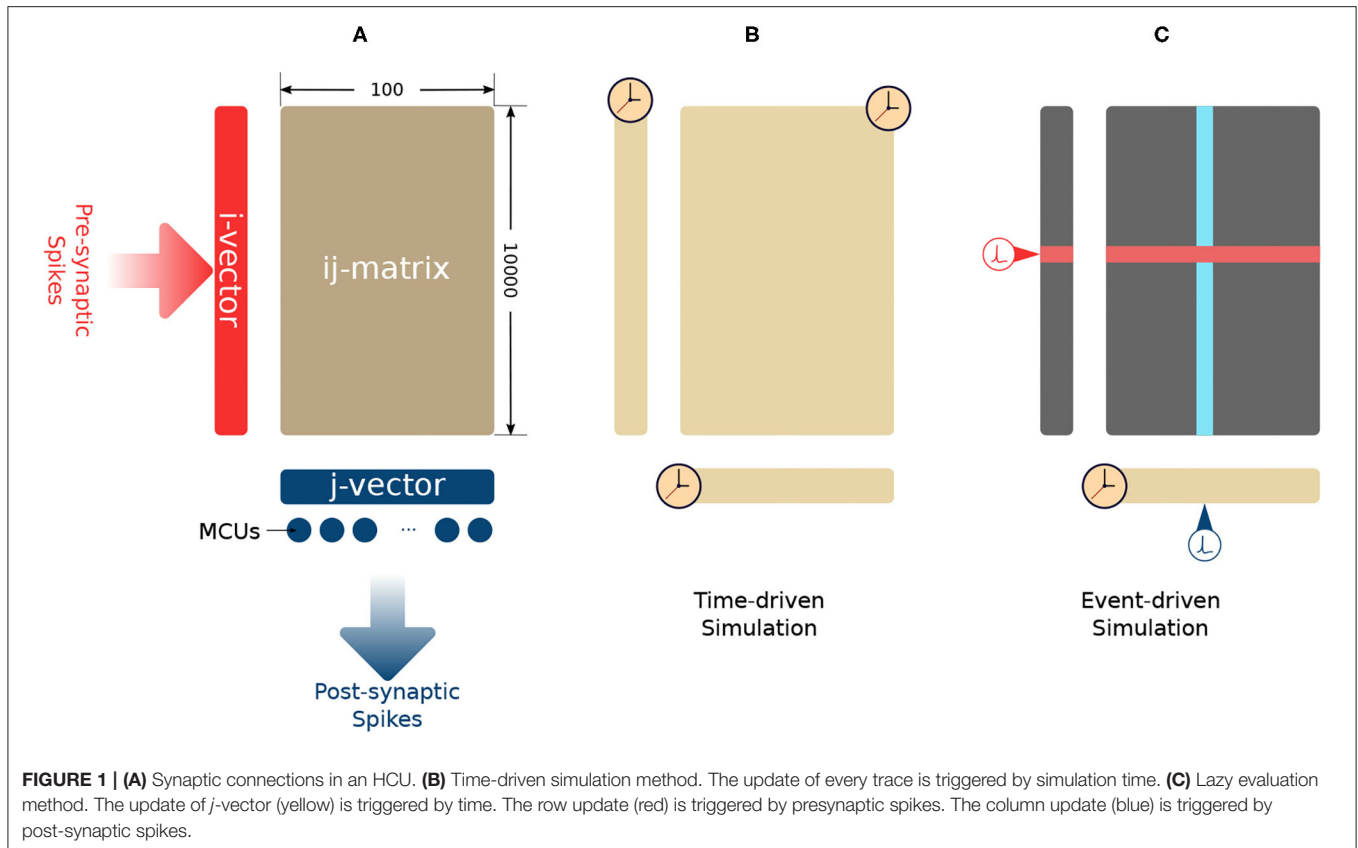 A
B
C
100
10000
Pre-synaptic
Spikes
i-vector
ij-matrix
j-vector
MCUs
...
Post-synaptic
Spikes
Time-driven
Simulation
Event-driven
Simulation
FIGURE 1 | (A) Synaptic connections in an HCU. (B) Time-driven simulation method. The update of every trace is triggered by simulation time. (C) Lazy evaluation
method. The update of j-vector (yellow) is triggered by time. The row update (red) is triggered by presynaptic spikes. The column update (blue) is triggered by
post-synaptic spikes.